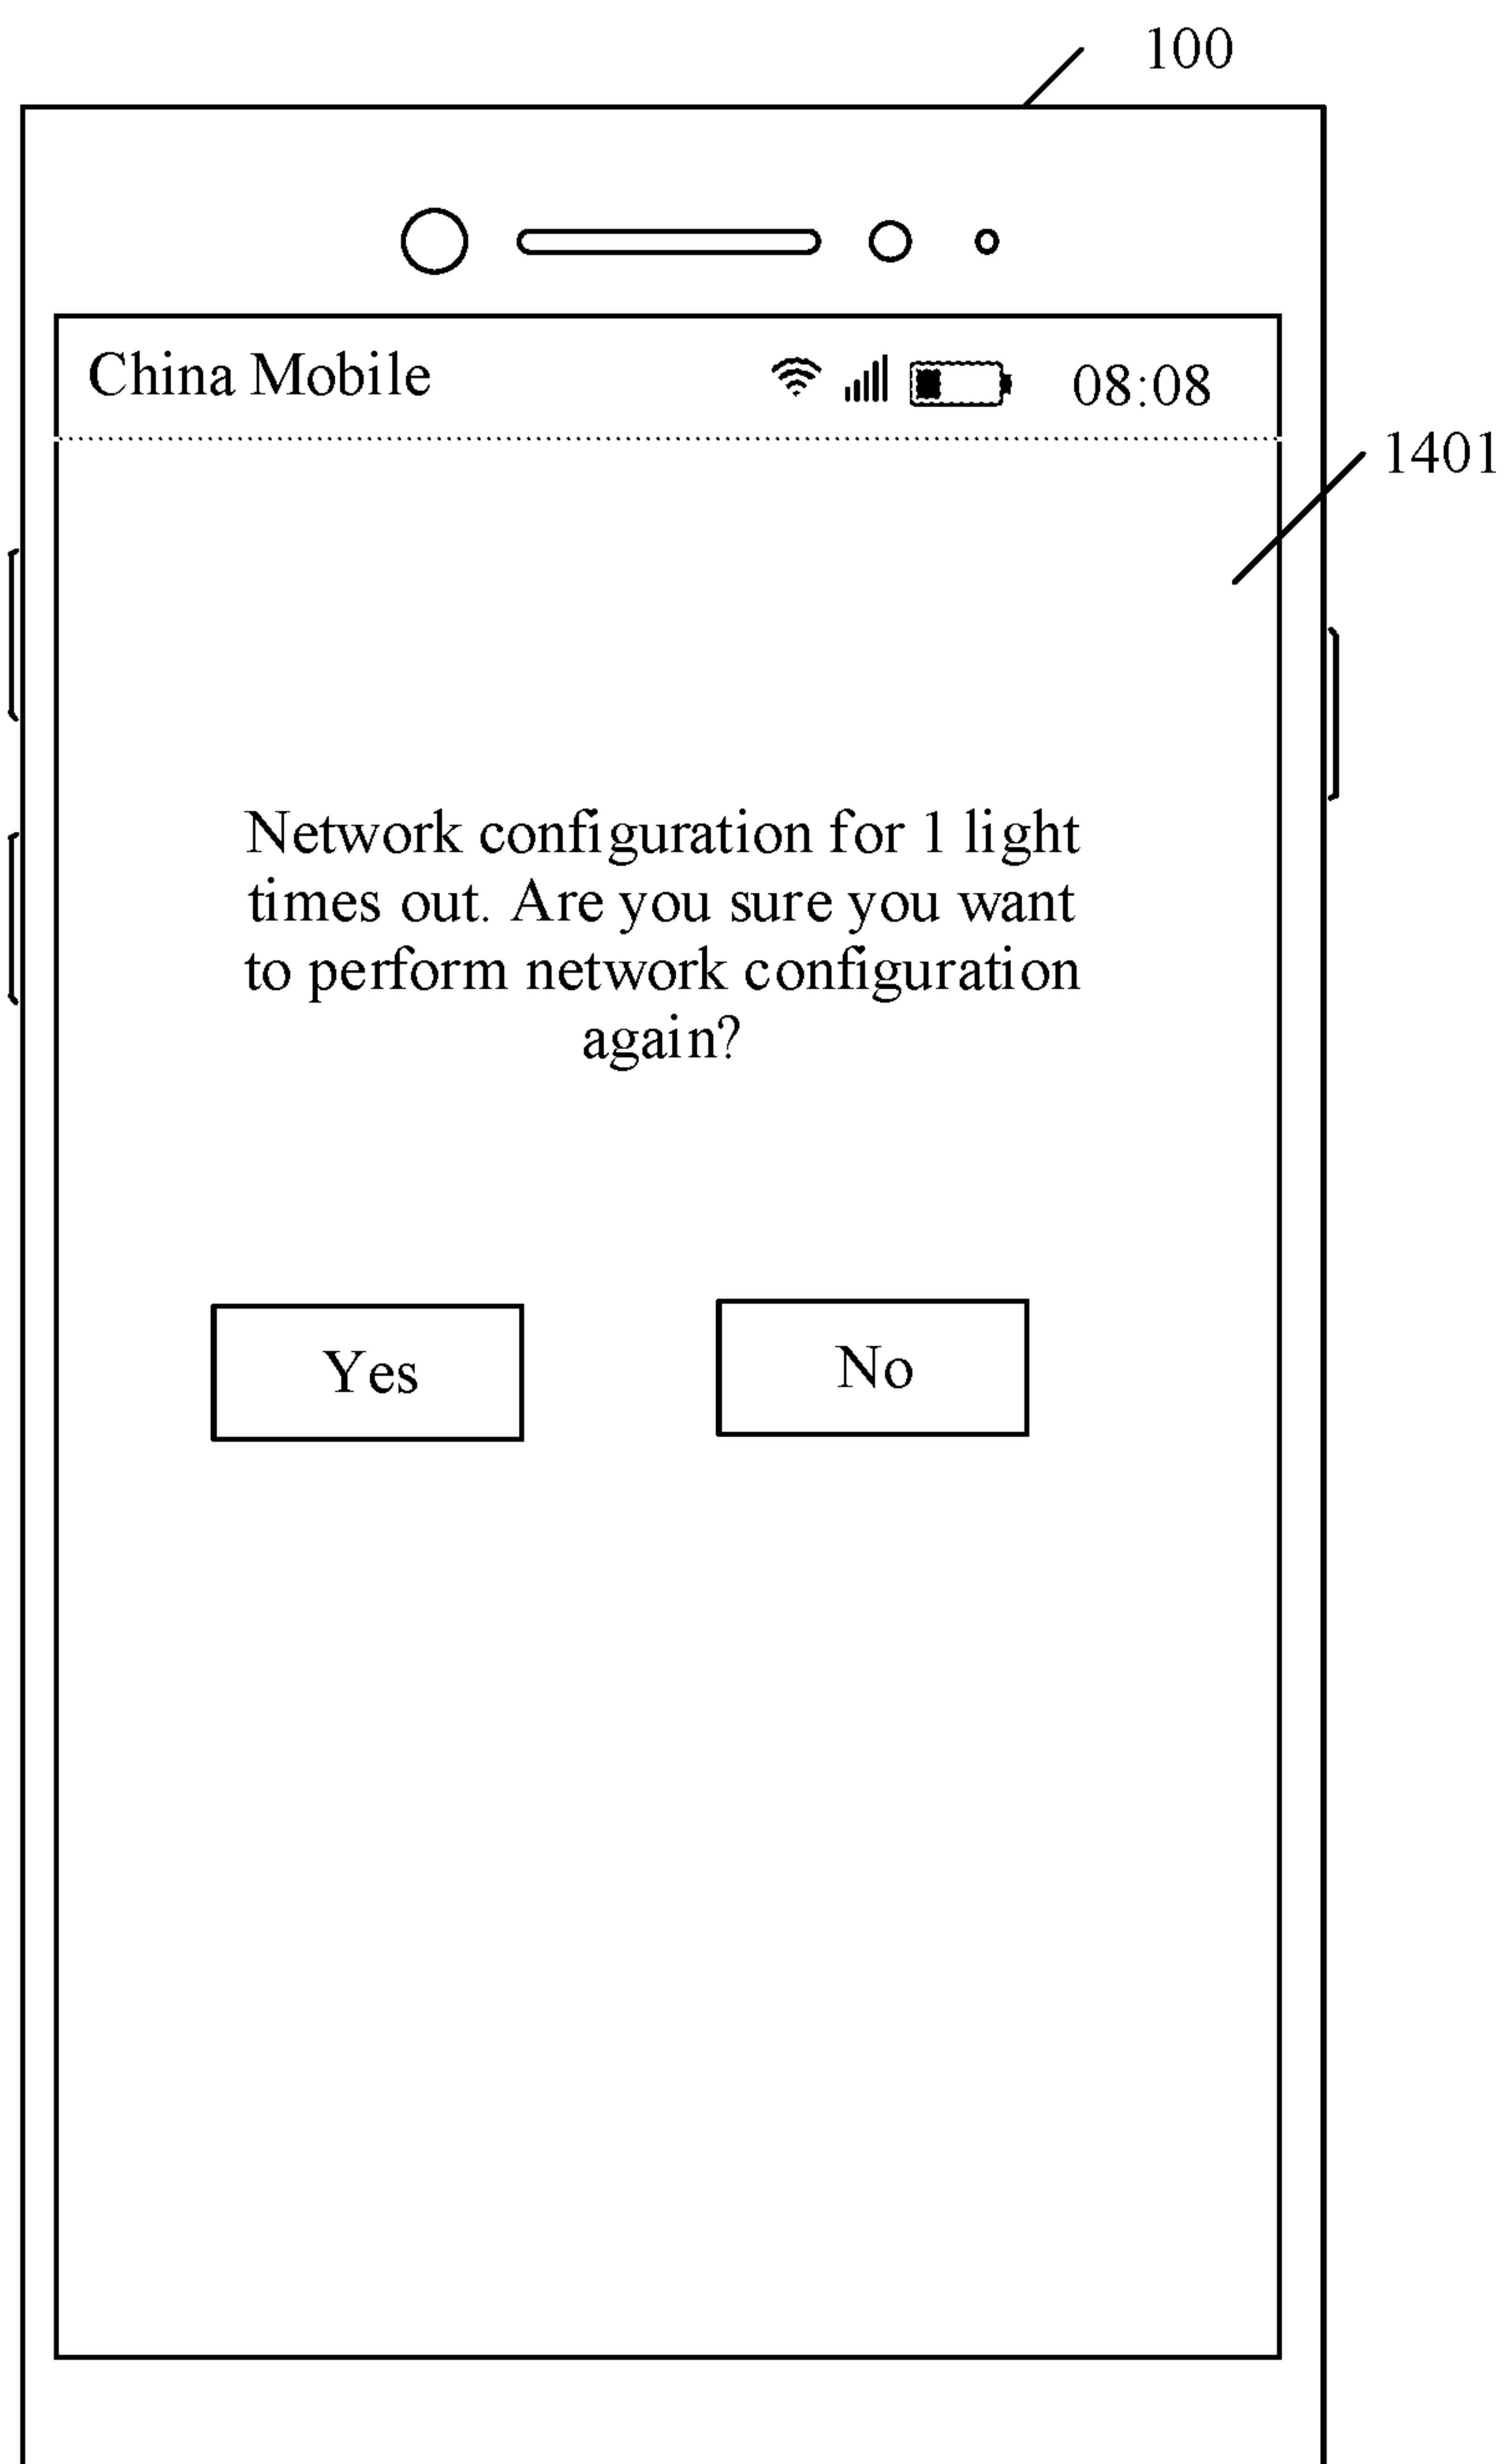 100
China Mobile 08:08
1401
Network configuration for 1 light
times out. Are you sure you want
to perform network configuration
again?
Yes No